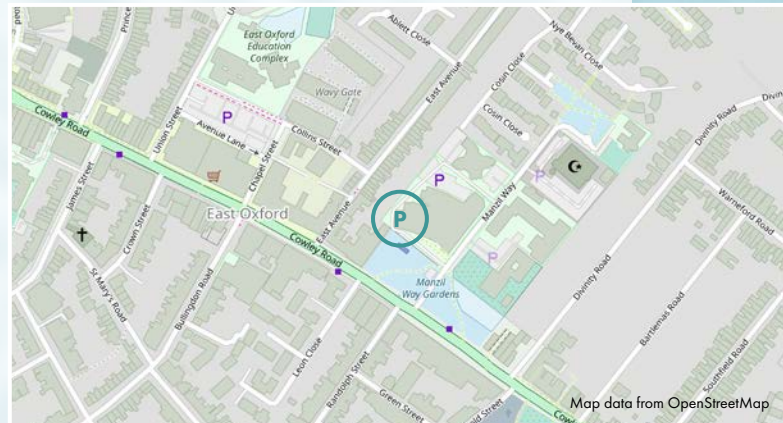 Princes
East Oxford
Education
Complex
Ablett Close
Nye Bevan Close
Wavy Gate
East Avenue
Cosin Close
Cowley Road
Union Street
P
Avenue Lane
Collins Street
Cosin Close
Divinity Road
James Street
Chapel Street
P
P
Manzil Way
Warneford Road
Crown Street
East Oxford
East Avenue
P
St Mary's Road
Bullingdon Road
Cowley Road
P
Manzil
Way Gardens
Divinity Road
Bartlemas Road
Southfield Road
Leon Close
Randolph Street
Green Street
Map data from OpenStreetMap